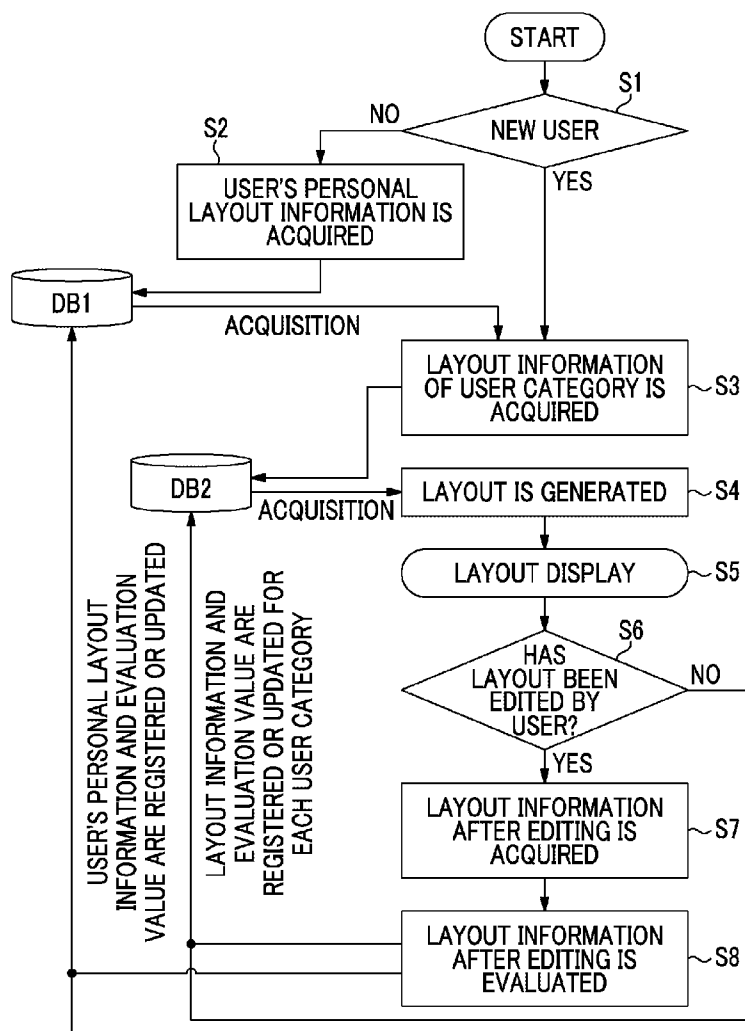 START
S1
NEW USER
NO
YES
S2
USER'S PERSONAL
LAYOUT INFORMATION IS
ACQUIRED
DB1
ACQUISITION
LAYOUT INFORMATION
OF USER CATEGORY IS
ACQUIRED
S3
DB2
ACQUISITION
LAYOUT IS GENERATED
S4
LAYOUT DISPLAY
S5
S6
HAS
LAYOUT BEEN
EDITED BY
USER?
NO
YES
LAYOUT INFORMATION
AFTER EDITING IS
ACQUIRED
S7
LAYOUT INFORMATION
AFTER EDITING IS
EVALUATED
S8
USER'S PERSONAL LAYOUT
INFORMATION AND EVALUATION
VALUE ARE REGISTERED OR UPDATED
LAYOUT INFORMATION AND
EVALUATION VALUE ARE
REGISTERED OR UPDATED FOR
EACH USER CATEGORY